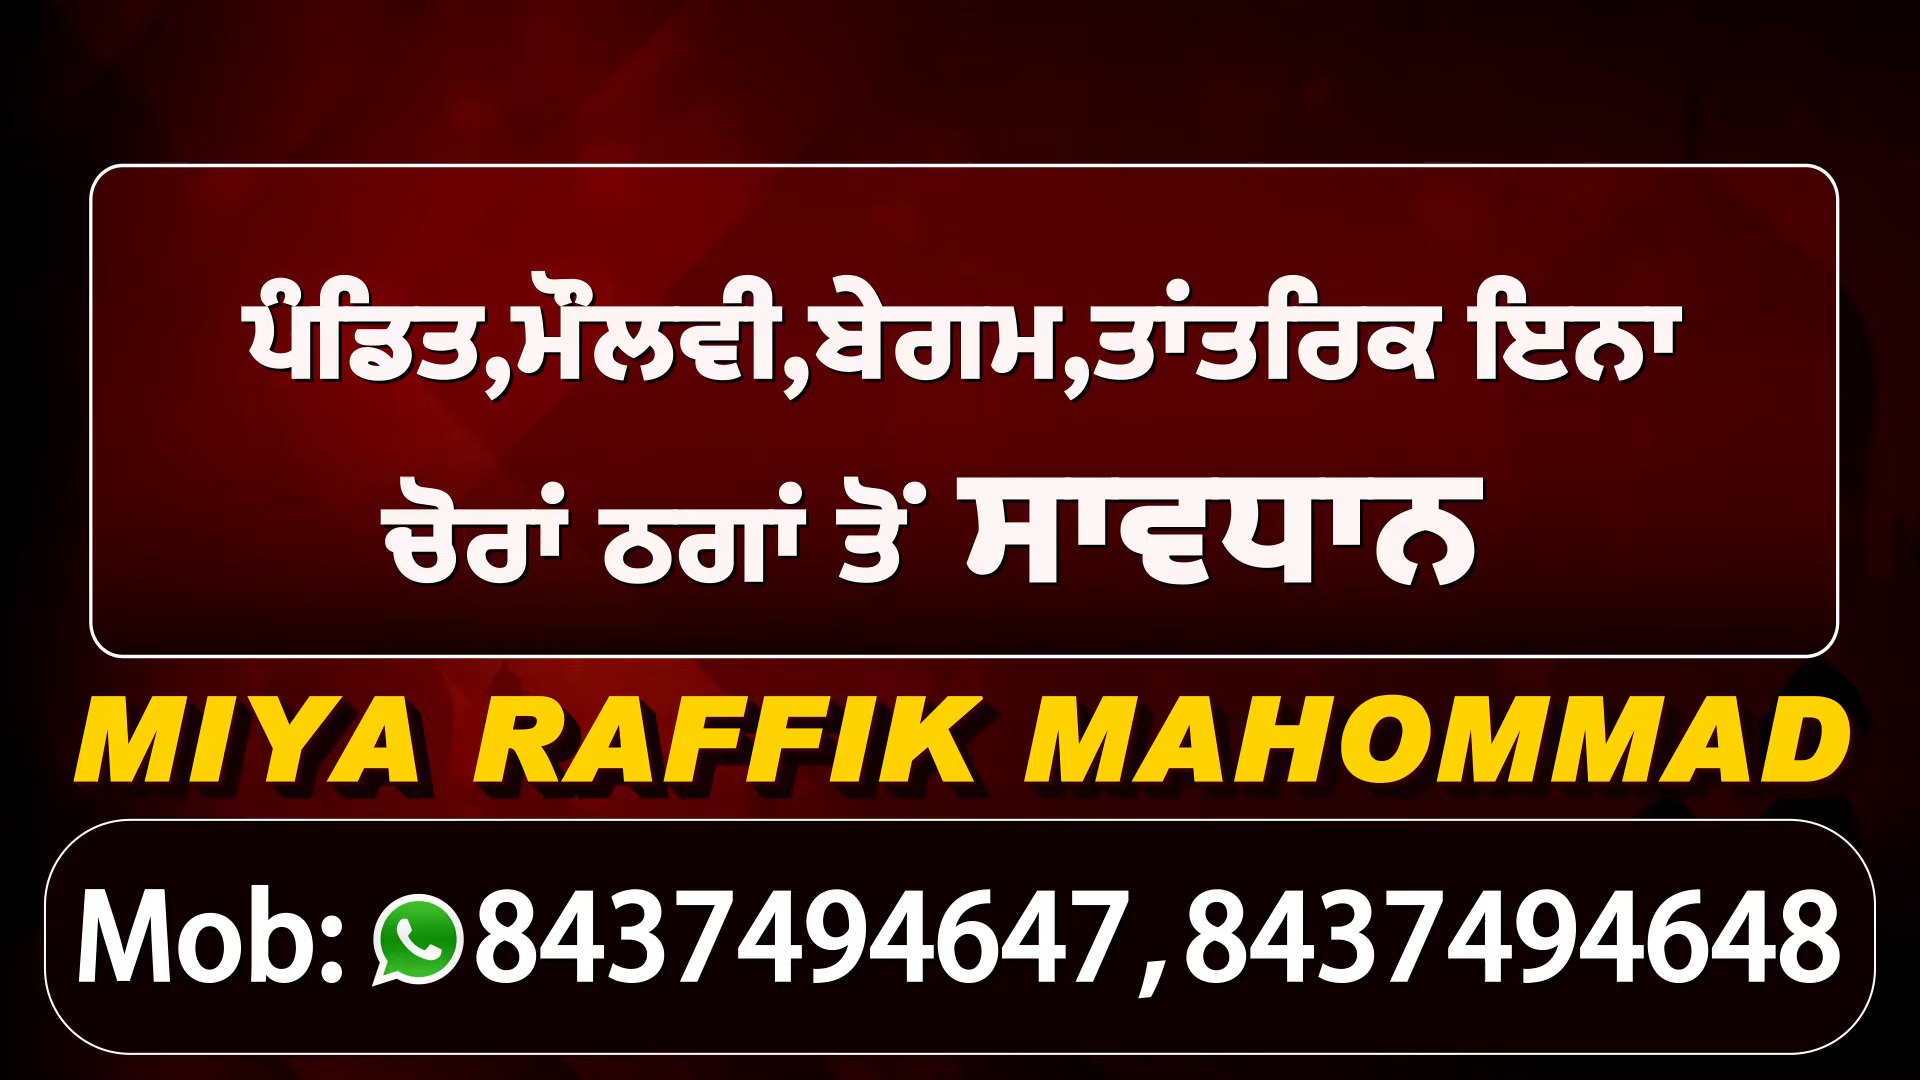 ਪੰਡਿਤ,ਮੌਲਵੀ,ਬੇਗਮ,ਤਾਂਤਰਿਕ ਇਨਾ
ਚੋਰਾਂ ਠਗਾਂ ਤੋਂ ਸਾਵਧਾਨ
MIYA RAFFIK MAHOMMAD
Mob: 8437494647, 8437494648